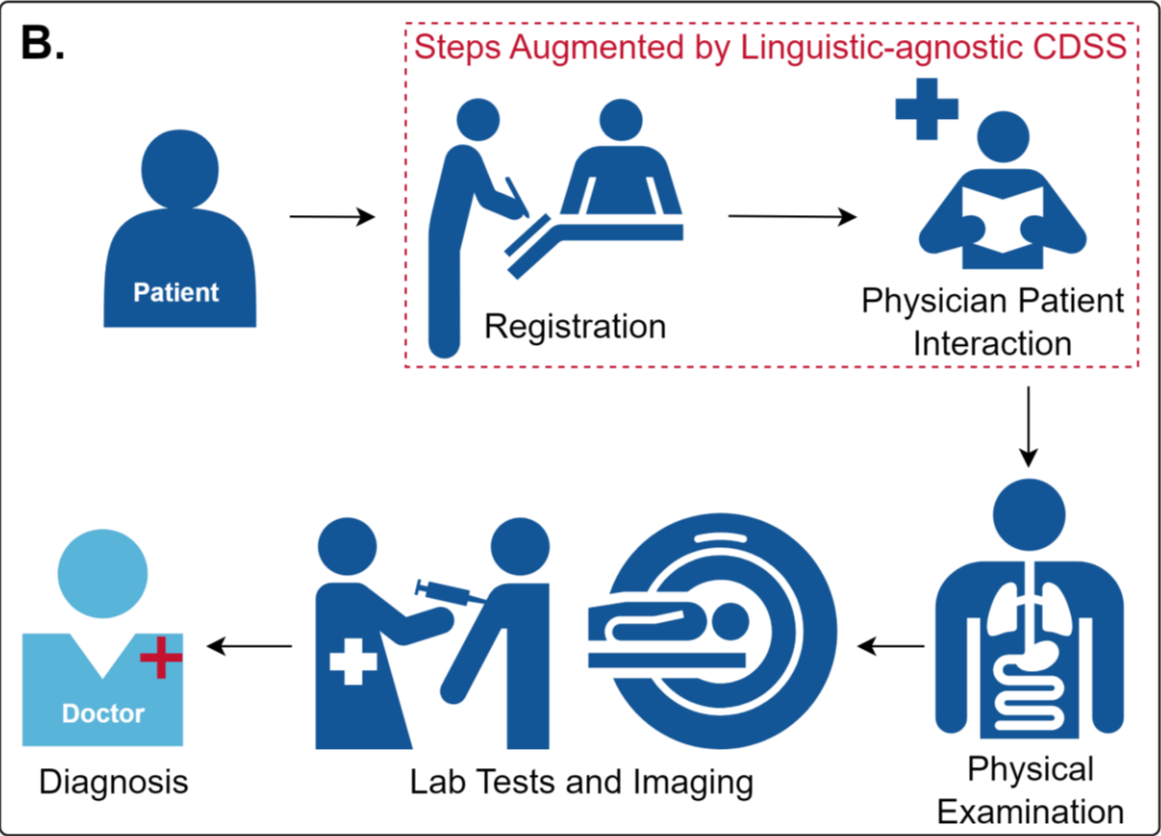 B.
Steps Augmented by Linguistic-agnostic CDSS
Patient
Registration
Physician Patient
Interaction
Physical
Examination
Lab Tests and Imaging
Doctor
Diagnosis